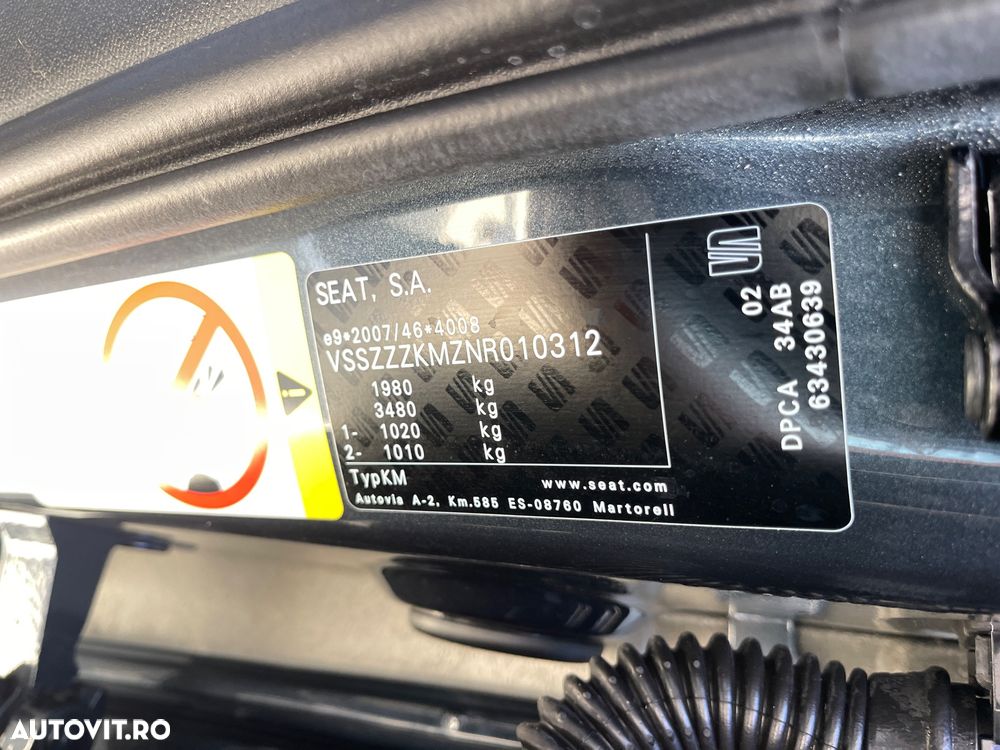 SEAT, S.A.
e9*2007/46*4008
VSSZZZKMZNR010312
1980 kg
3480 kg
1- 1020 kg
2- 1010 kg
TypKM
www.seat.com
Autovia A-2, Km.585 ES-08760 Martorell
02
DPCA 34AB
63430639
AUTOVIT.RO